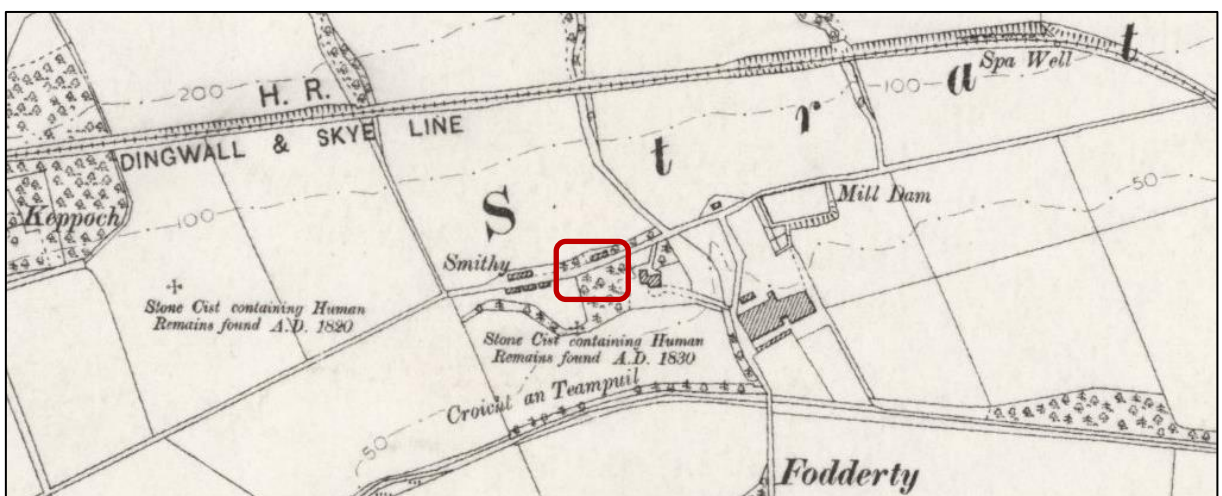 Spa Well
200
H. R.
100
DINGWALL & SKYE LINE
S t r a t
Mill Dam
50
Keppoch
100
Smithy
Stone Cist containing Human
Remains found A.D. 1820
Stone Cist containing Human
Remains found A.D. 1830
Croicht an Teampuil
50
Fodderty